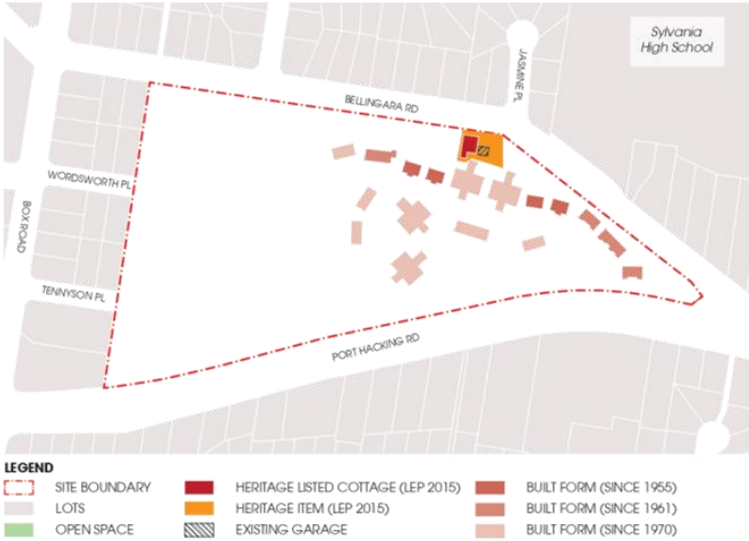 Sylvania
High School
JASMINE PL
BELLINGARA RD
WORDSWORTH PL
BOX ROAD
TENNYSON PL
PORT HACKING RD
LEGEND
SITE BOUNDARY
LOTS
OPEN SPACE
HERITAGE LISTED COTTAGE (LEP 2015)
HERITAGE ITEM (LEP 2015)
EXISTING GARAGE
BUILT FORM (SINCE 1955)
BUILT FORM (SINCE 1961)
BUILT FORM (SINCE 1970)